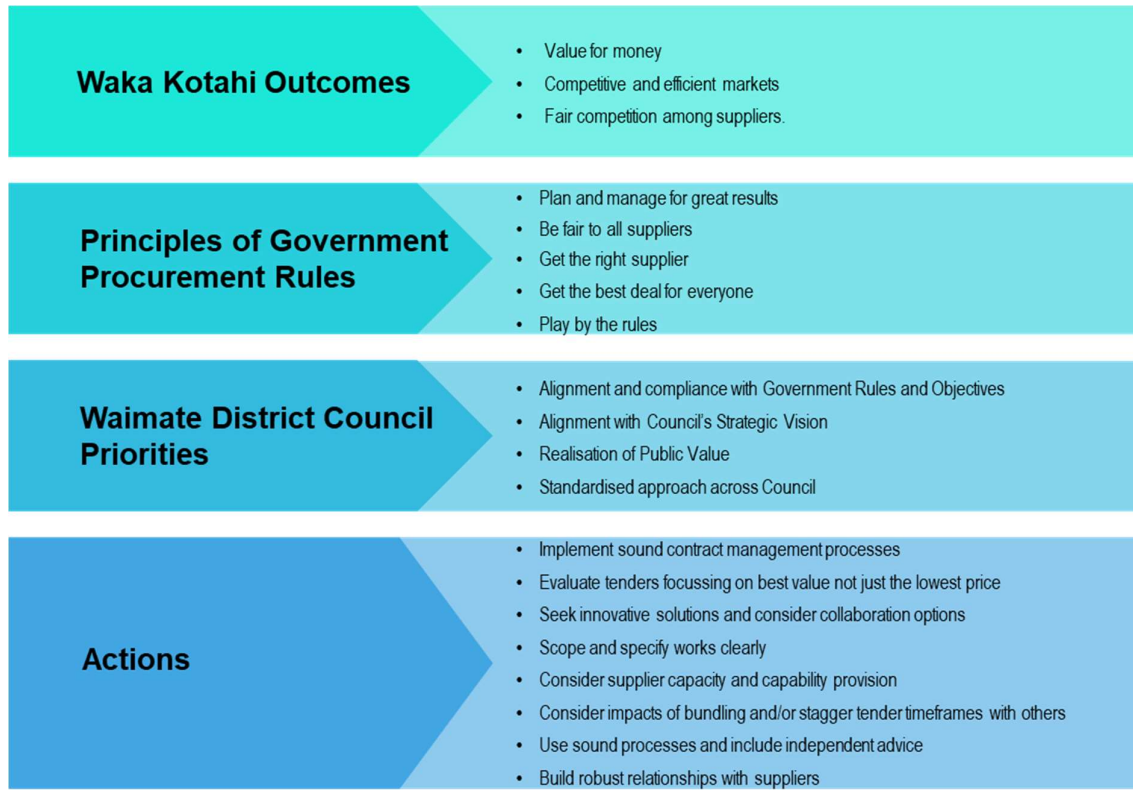 Waka Kotahi Outcomes
• Value for money
• Competitive and efficient markets
• Fair competition among suppliers.
Principles of Government
Procurement Rules
• Plan and manage for great results
• Be fair to all suppliers
• Get the right supplier
• Get the best deal for everyone
• Play by the rules
Waimate District Council
Priorities
• Alignment and compliance with Government Rules and Objectives
• Alignment with Council's Strategic Vision
• Realisation of Public Value
• Standardised approach across Council
Actions
• Implement sound contract management processes
• Evaluate tenders focussing on best value not just the lowest price
• Seek innovative solutions and consider collaboration options
• Scope and specify works clearly
• Consider supplier capacity and capability provision
• Consider impacts of bundling and/or stagger tender timeframes with others
• Use sound processes and include independent advice
• Build robust relationships with suppliers